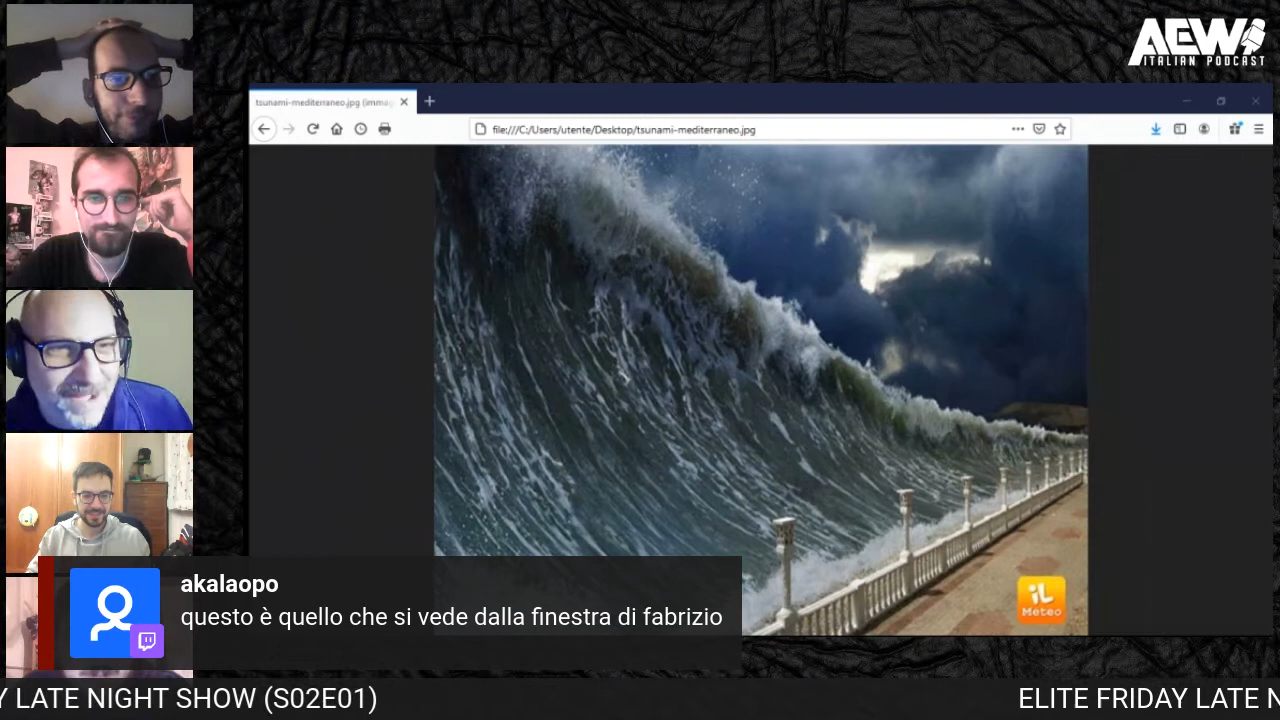 AEW
ITALIAN PODCAST
tsunami-mediterraneo.jpg (imma
file:///C:/Users/utente/Desktop/tsunami-mediterraneo.jpg
iL
Meteo
akalaopo
questo è quello che si vede dalla finestra di fabrizio
Y LATE NIGHT SHOW (S02E01)
ELITE FRIDAY LATE N